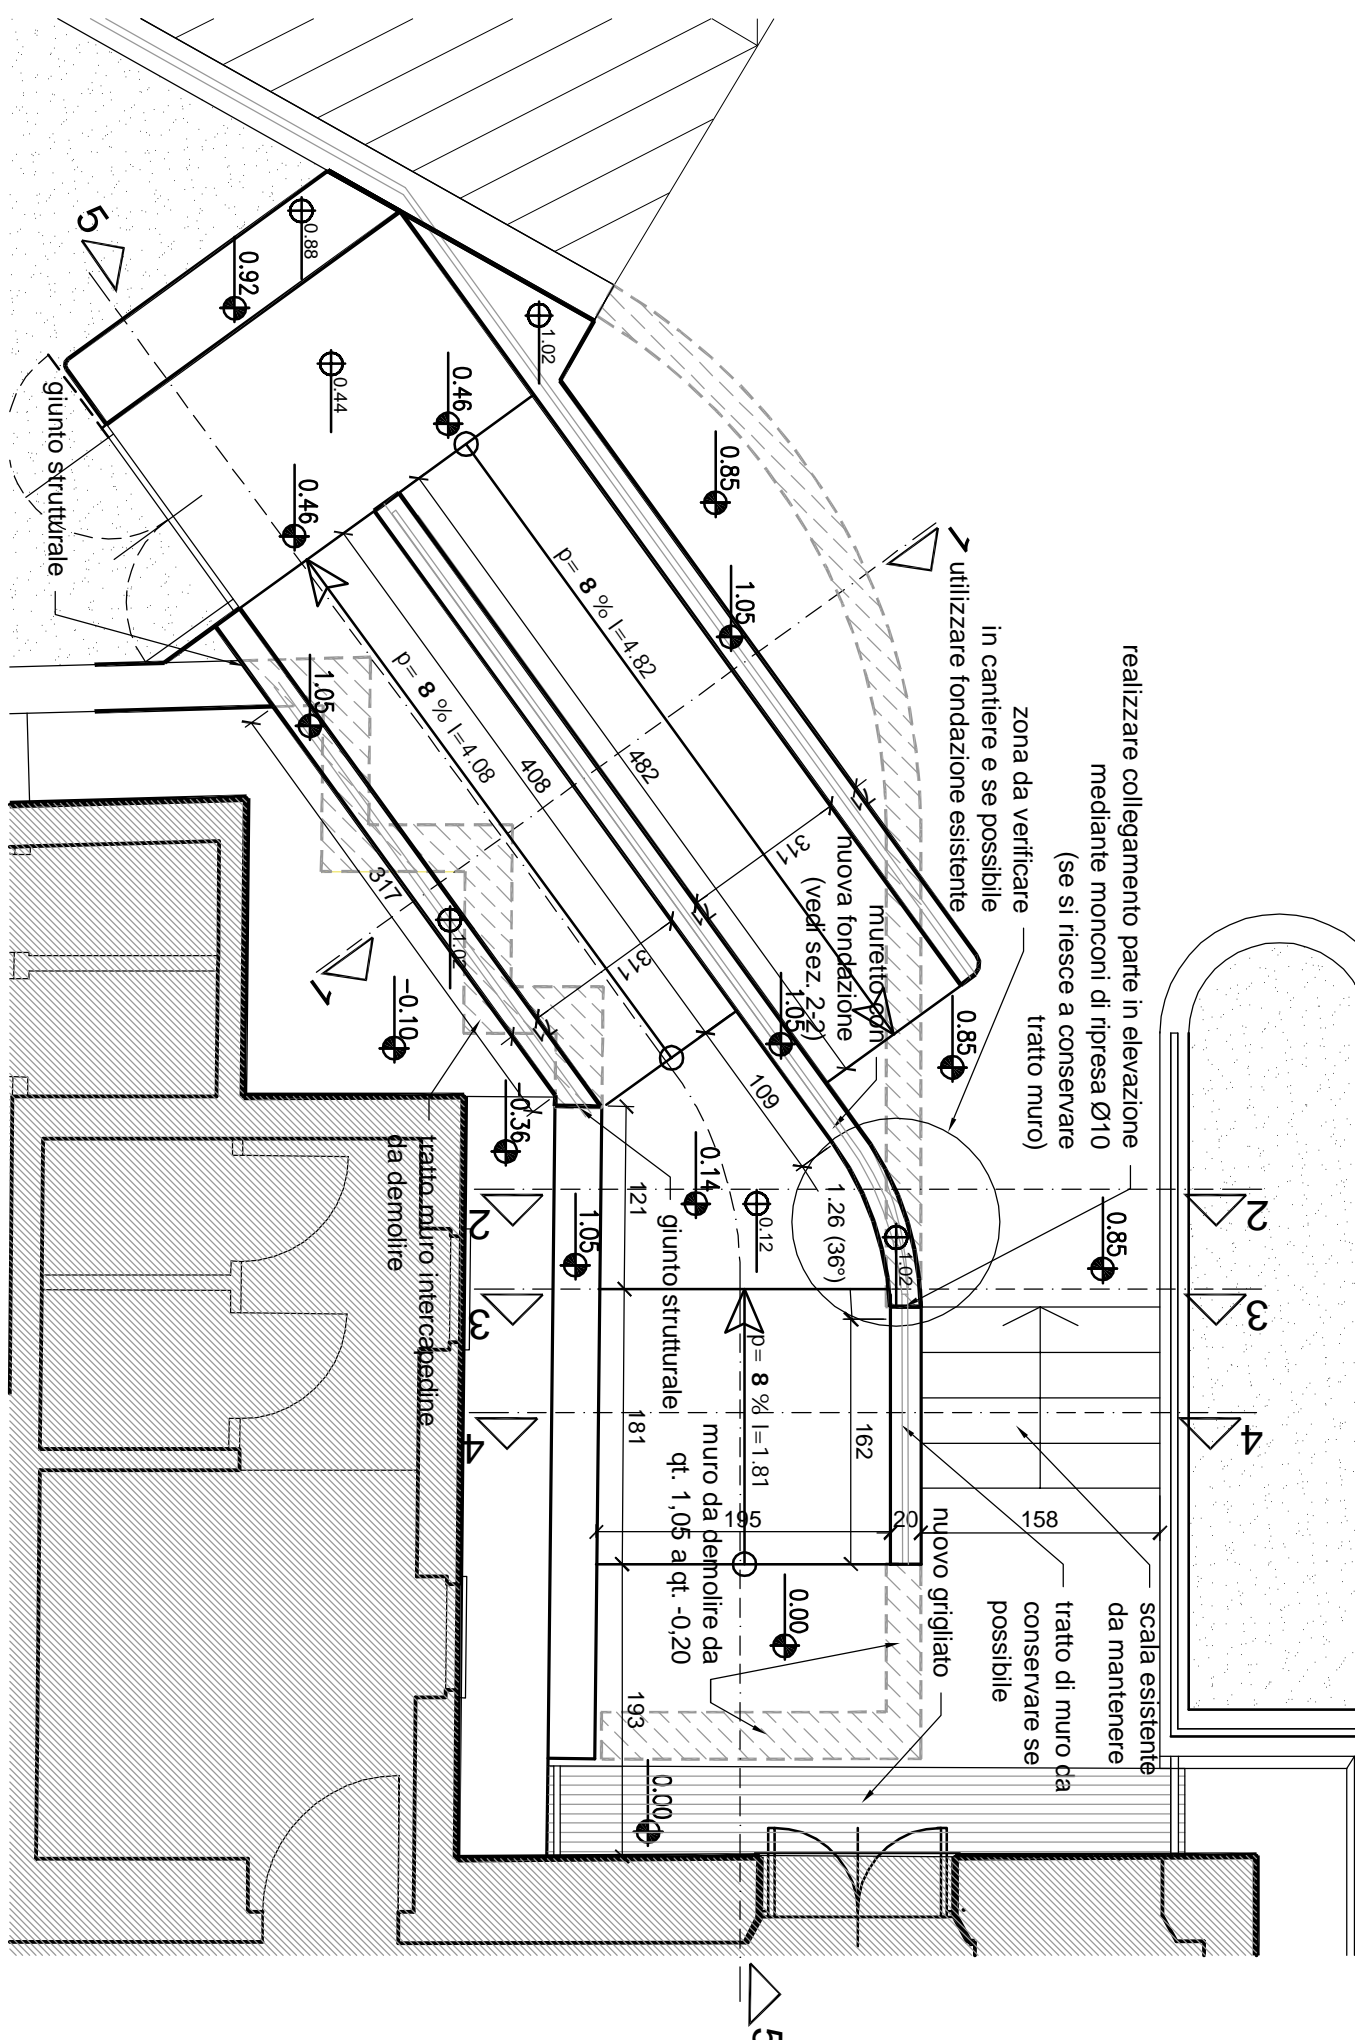 realizzare collegamento parte in elevazione
mediante monconi di ripresa Ø10
(se si riesce a conservare
tratto muro)
zona da verificare
in cantiere e se possibile
utilizzare fondazione esistente
muretto con
nuova fondazione
(vedi sez. 2-2)
scala esistente
da mantenere
tratto di muro da
conservare se
possibile
nuovo grigliato
muro da demolire da
qt. 1,05 a qt. -0,20
giunto strutturale
tratto muro intercapedine
da demolire
giunto strutturale
p= 8 % l=4.82
p= 8 % l=4.08
p= 8 % l=1.81
5
5
1
1
2
2
3
3
4
4
0.88
0.92
0.44
0.46
0.46
1.02
0.85
1.05
1.05
1.02
-0.10
-0.36
1.05
0.14
0.12
1.05
1.02
0.85
0.85
0.00
0.00
482
408
311
311
317
109
1.26 (36°)
121
181
162
195
20
158
193